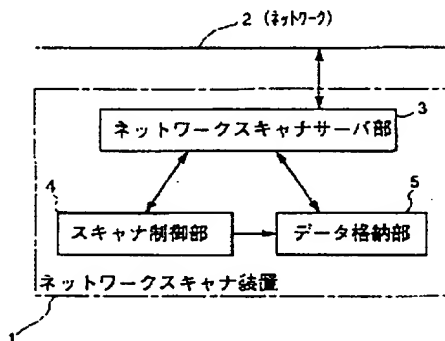 2 (ネットワーク)
3
ネットワークスキャナサーバ部
4
5
スキャナ制御部
データ格納部
ネットワークスキャナ装置
1